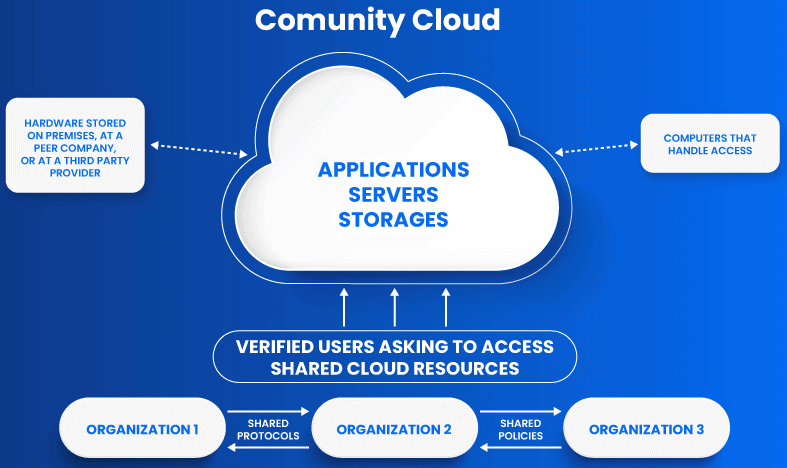 Comunity Cloud
HARDWARE STORED
ON PREMISES, AT A
PEER COMPANY,
OR AT A THIRD PARTY
PROVIDER
COMPUTERS THAT
HANDLE ACCESS
APPLICATIONS
SERVERS
STORAGES
VERIFIED USERS ASKING TO ACCESS
SHARED CLOUD RESOURCES
ORGANIZATION 1
SHARED
PROTOCOLS
ORGANIZATION 2
SHARED
POLICIES
ORGANIZATION 3